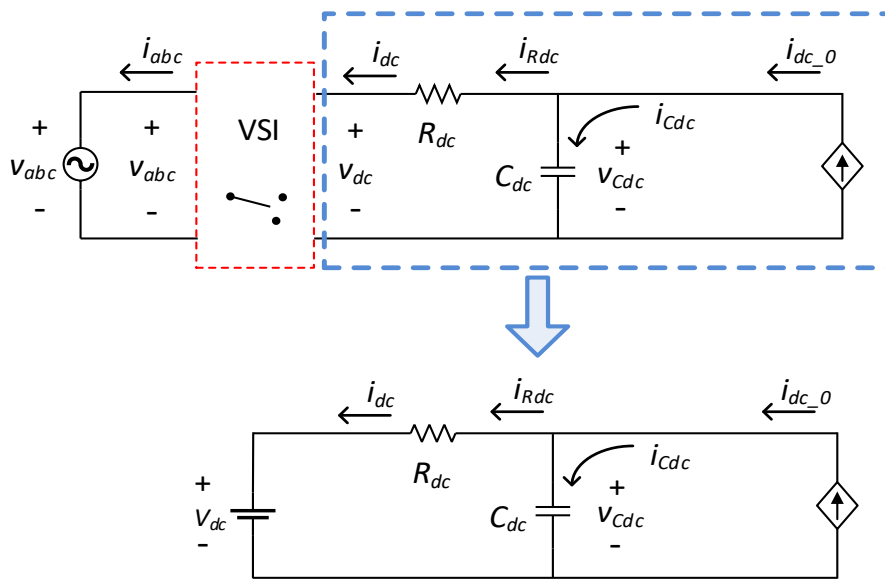 i_abc
i_dc
i_Rdc
i_dc_0
VSI
i_Cdc
+
+
+
+
R_dc
v_abc
v_abc
v_dc
C_dc
v_Cdc
-
-
-
-
i_dc
i_Rdc
i_dc_0
i_Cdc
R_dc
+
+
V_dc
C_dc
v_Cdc
-
-